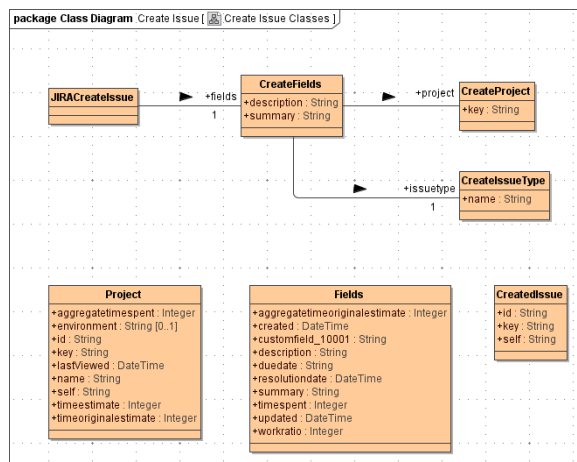 package Class Diagram Create Issue [ Create Issue Classes ]
JIRACreateIssue
+fields
1
CreateFields
+description : String
+summary : String
+project
CreateProject
+key : String
+issuetype
1
CreateIssueType
+name : String
Project
+aggregatetimespent : Integer
+environment : String [0..1]
+id : String
+key : String
+lastViewed : DateTime
+name : String
+self : String
+timeestimate : Integer
+timeoriginalestimate : Integer
Fields
+aggregatetimeoriginalestimate : Integer
+created : DateTime
+customfield_10001 : String
+description : String
+duedate : String
+resolutiondate : DateTime
+summary : String
+timespent : Integer
+updated : DateTime
+workratio : Integer
CreatedIssue
+id : String
+key : String
+self : String